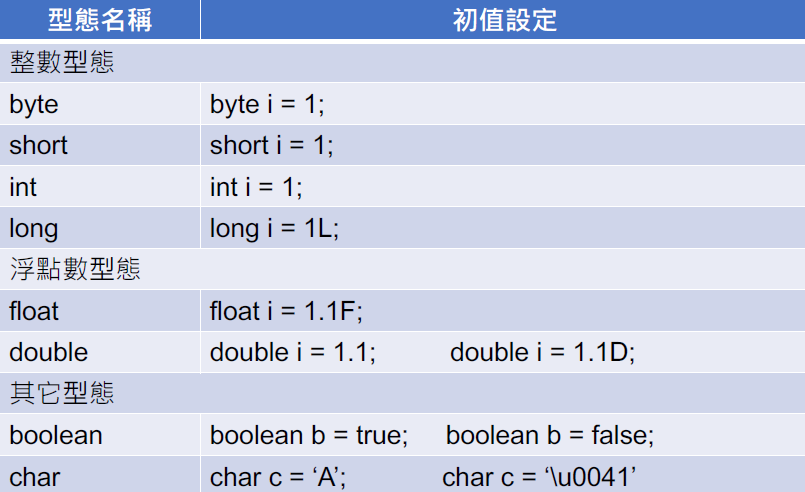 型態名稱 初值設定
整數型態
byte byte i = 1;
short short i = 1;
int int i = 1;
long long i = 1L;
浮點數型態
float float i = 1.1F;
double double i = 1.1; double i = 1.1D;
其它型態
boolean boolean b = true; boolean b = false;
char char c = ‘A’; char c = ‘\u0041’